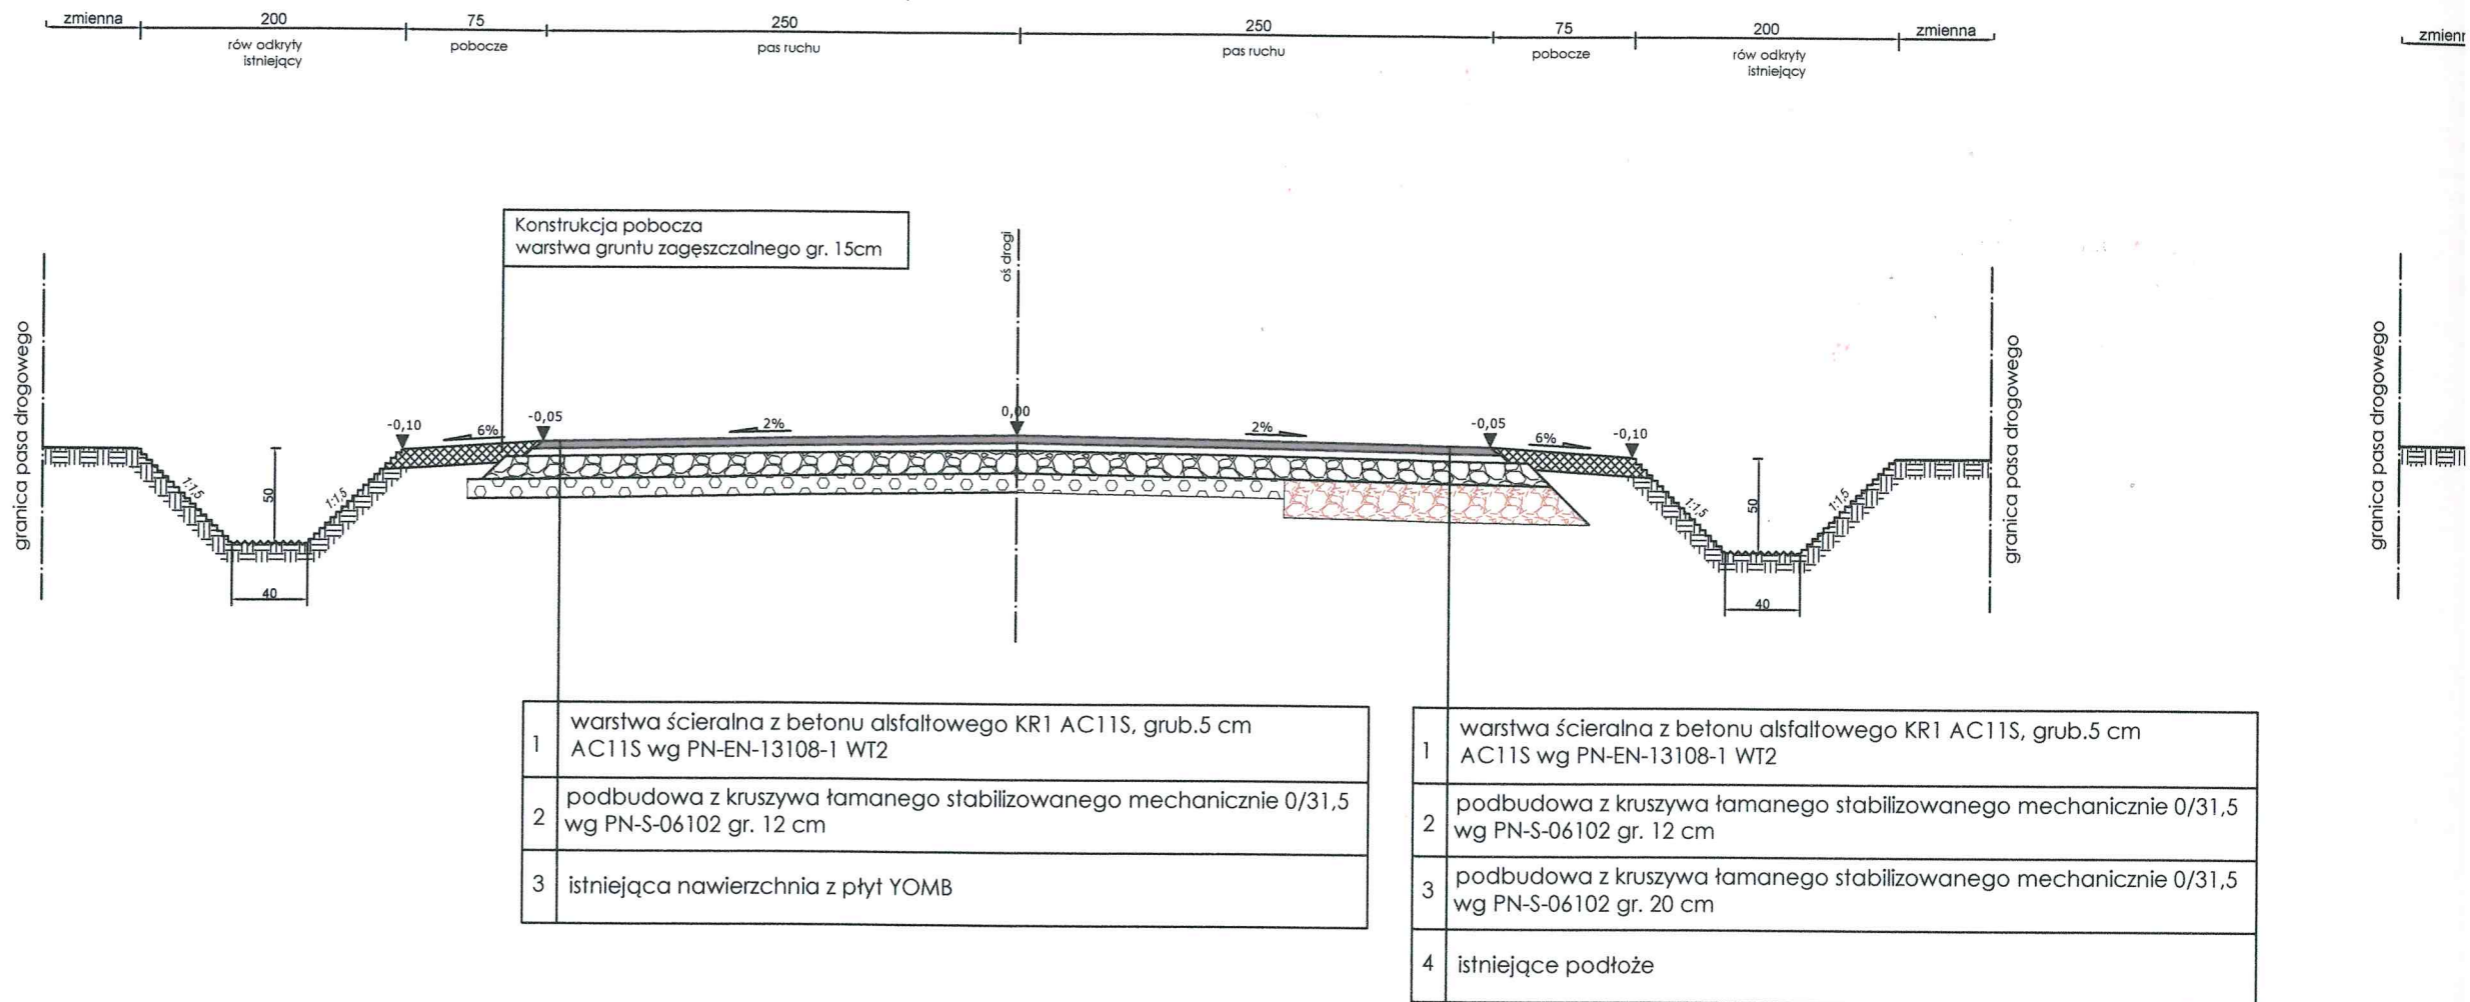 zmienna 200 75 250 250 75 200 zmienna
rów odkryty
istniejący
pobocze
pas ruchu
pas ruchu
pobocze
rów odkryty
istniejący
zmienn
Konstrukcja pobocza
warstwa gruntu zagęszczalnego gr. 15cm
oś drogi
granica pasa drogowego
granica pasa drogowego
granica pasa drogowego
-0,10
6%
-0,05
2%
0,00
2%
-0,05
6%
-0,10
1:1,5
50
1:1,5
40
1:1,5
50
1:1,5
40
1
warstwa ścieralna z betonu alsfaltowego KR1 AC11S, grub.5 cm
AC11S wg PN-EN-13108-1 WT2
2
podbudowa z kruszywa łamanego stabilizowanego mechanicznie 0/31,5
wg PN-S-06102 gr. 12 cm
3 istniejąca nawierzchnia z płyt YOMB
1
warstwa ścieralna z betonu alsfaltowego KR1 AC11S, grub.5 cm
AC11S wg PN-EN-13108-1 WT2
2
podbudowa z kruszywa łamanego stabilizowanego mechanicznie 0/31,5
wg PN-S-06102 gr. 12 cm
3
podbudowa z kruszywa łamanego stabilizowanego mechanicznie 0/31,5
wg PN-S-06102 gr. 20 cm
4 istniejące podłoże